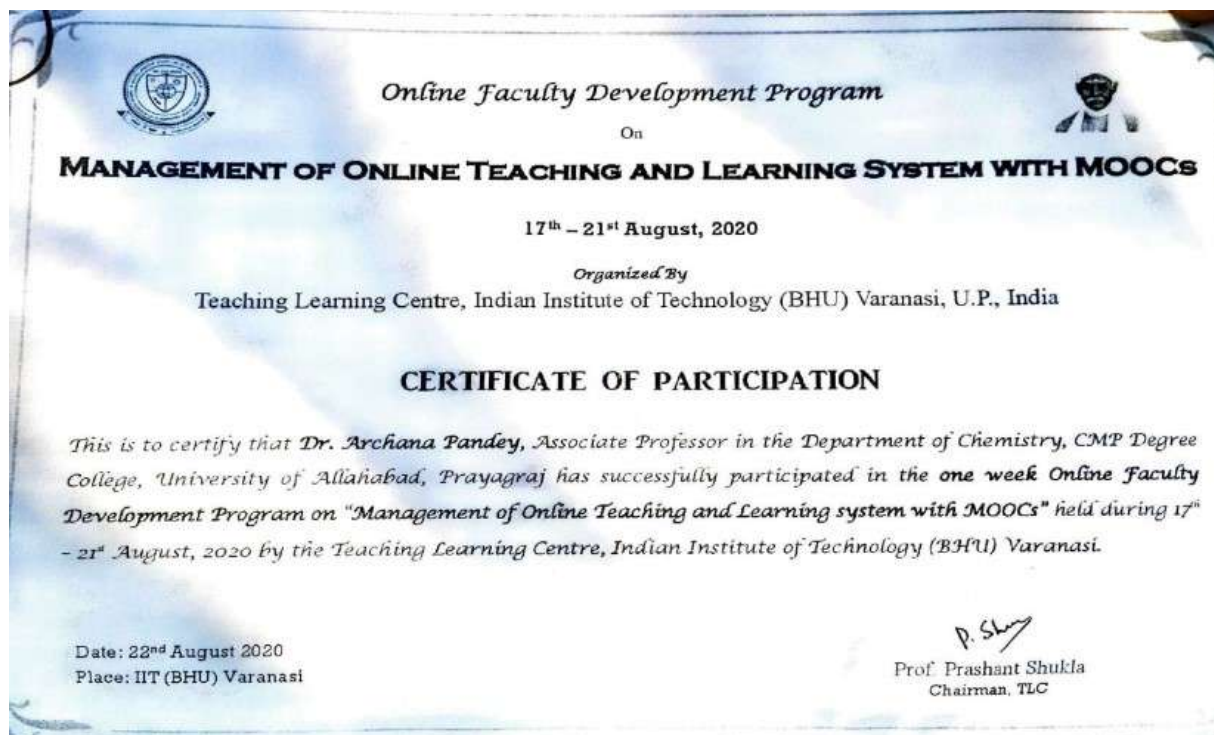 Online Faculty Development Program
On
MANAGEMENT OF ONLINE TEACHING AND LEARNING SYSTEM WITH MOOCs
17th – 21st August, 2020
Organized By
Teaching Learning Centre, Indian Institute of Technology (BHU) Varanasi, U.P., India
CERTIFICATE OF PARTICIPATION
This is to certify that Dr. Archana Pandey, Associate Professor in the Department of Chemistry, CMP Degree
College, University of Allahabad, Prayagraj has successfully participated in the one week Online Faculty
Development Program on "Management of Online Teaching and Learning system with MOOCs" held during 17th
– 21st August, 2020 by the Teaching Learning Centre, Indian Institute of Technology (BHU) Varanasi.
Date: 22nd August 2020
Place: IIT (BHU) Varanasi
Prof. Prashant Shukla
Chairman, TLC